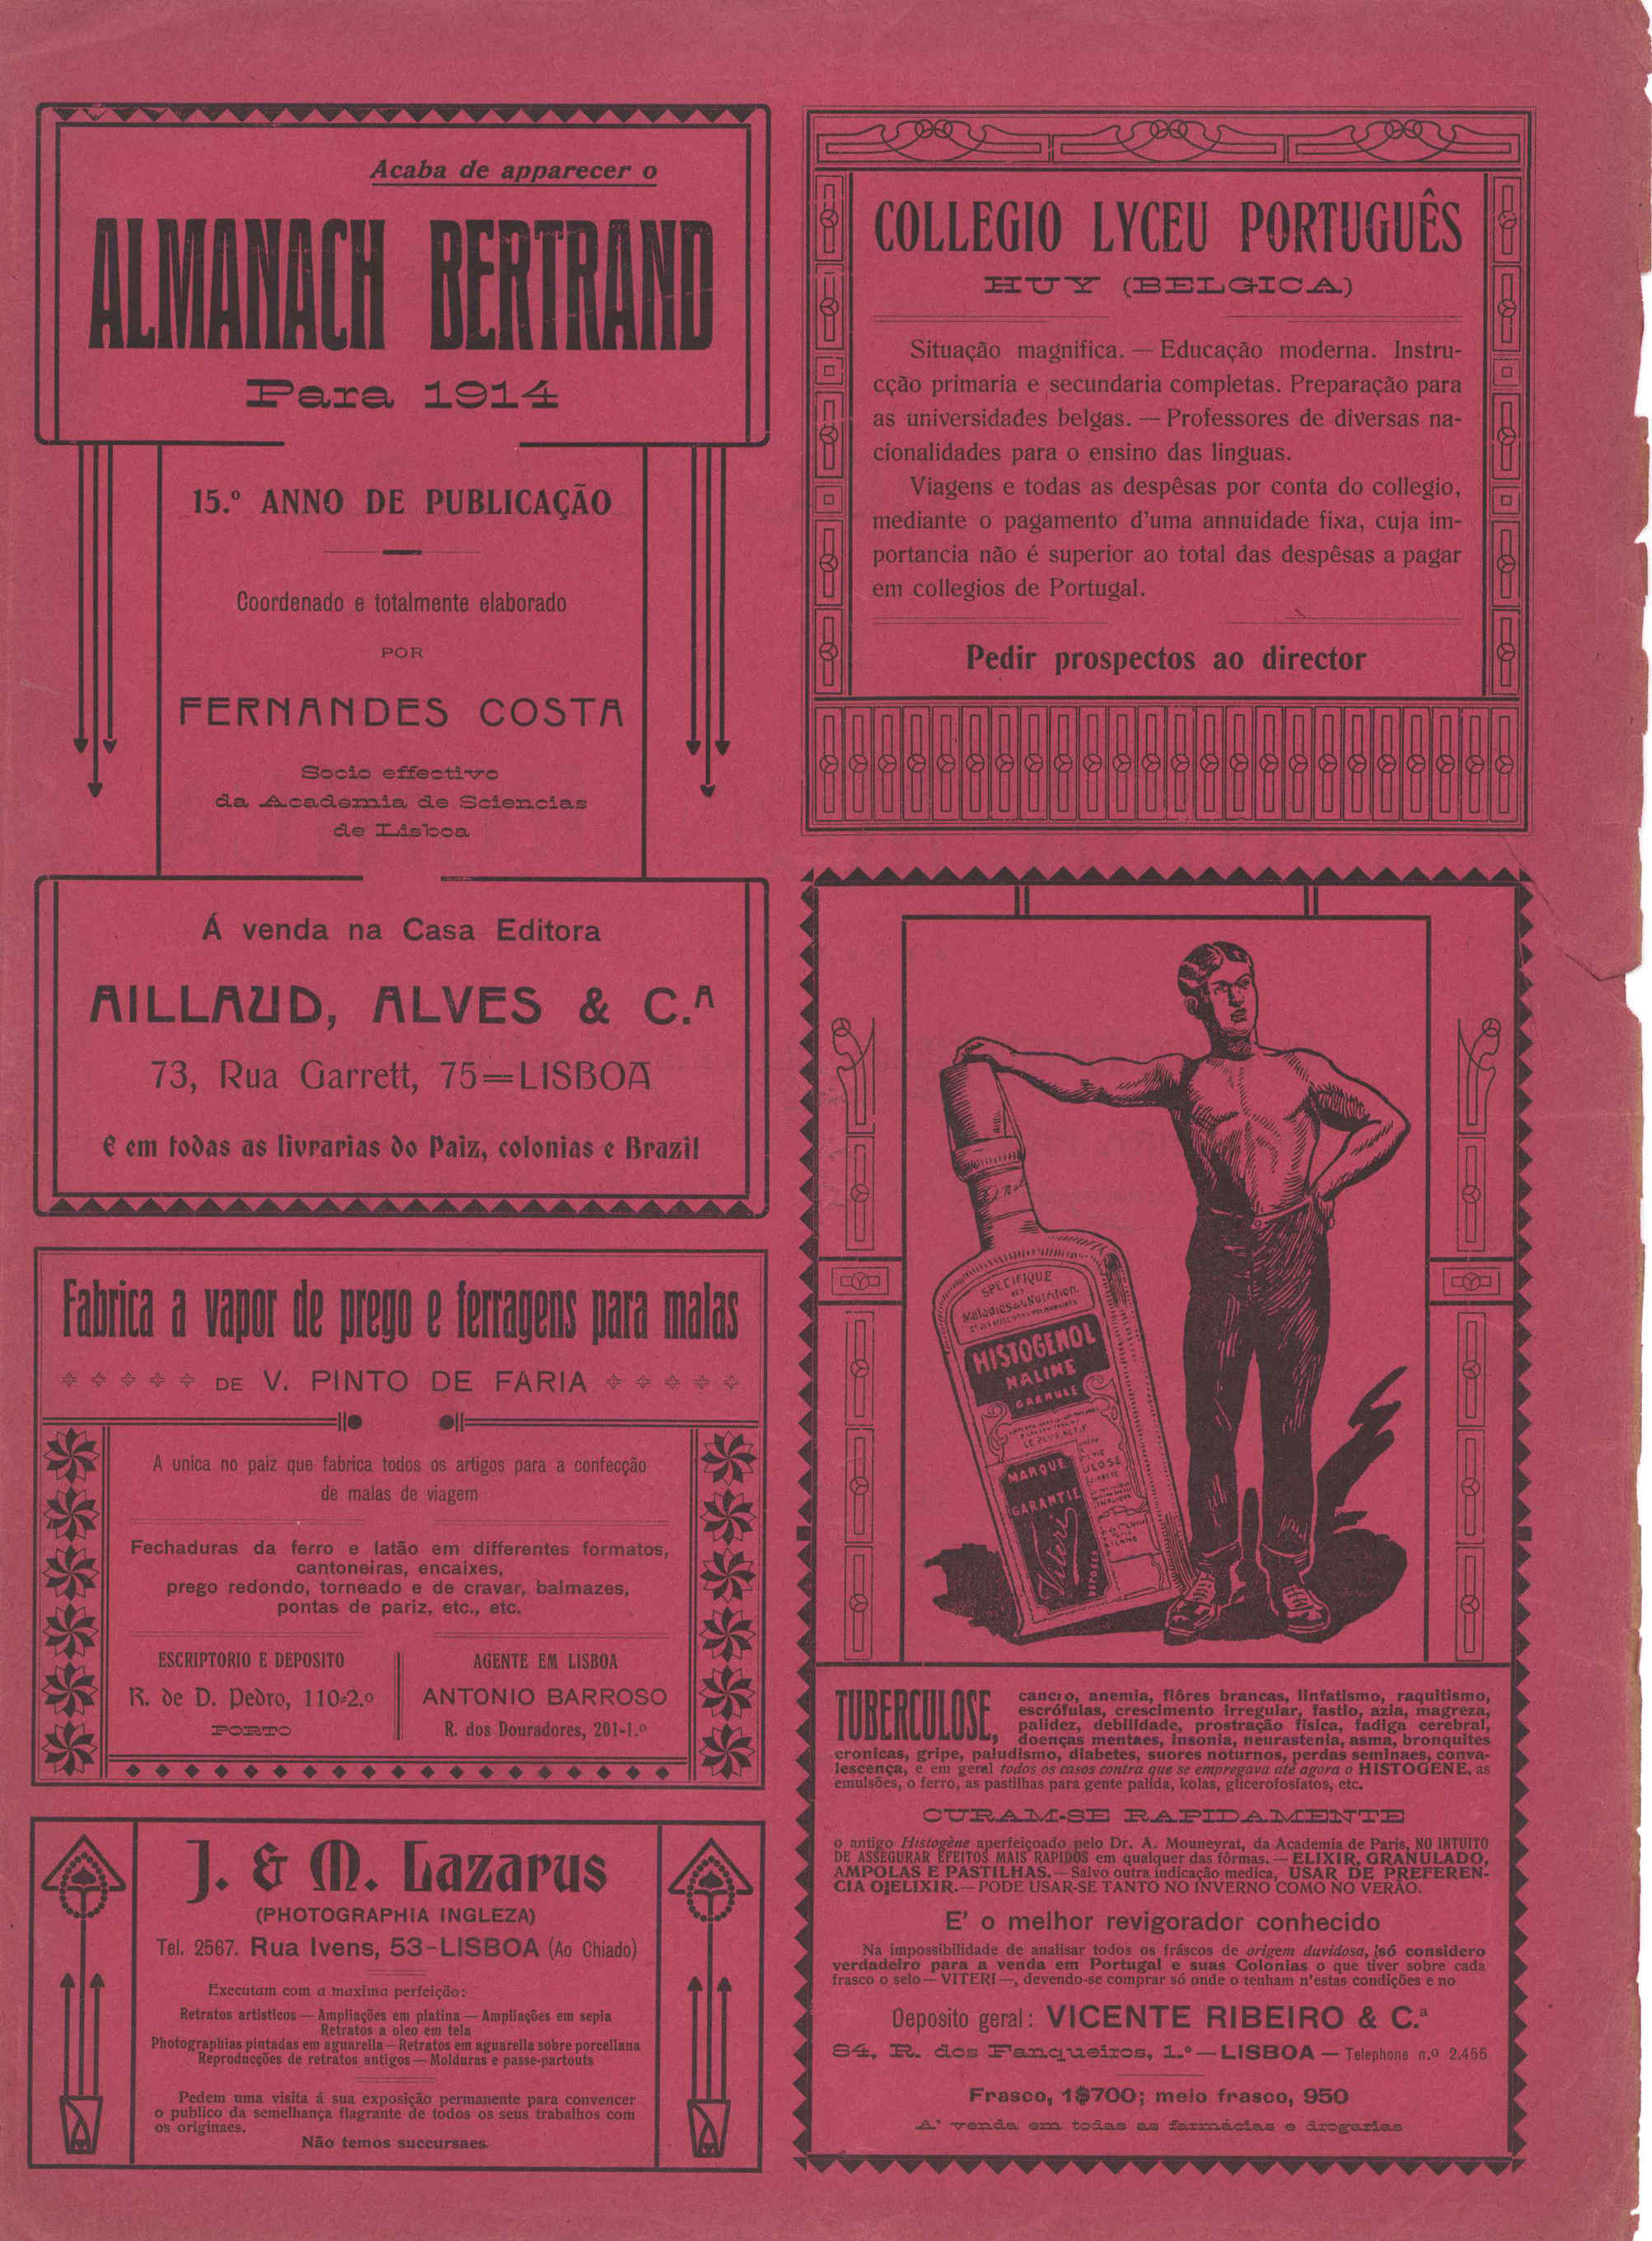 Acaba de apparecer o
ALMANACH BERTRAND
Para 1914
15.º ANNO DE PUBLICAÇÃO
Coordenado e totalmente elaborado
POR
FERNANDES COSTA
Socio effectivo
da Academia de Sciencias
de Lisboa
Á venda na Casa Editora
AILLAUD, ALVES & C.ª
73, Rua Garrett, 75=LISBOA
e em todas as livrarias do Paiz, colonias e Brazil
Fabrica a vapor de prego e ferragens para malas
DE V. PINTO DE FARIA
A unica no paiz que fabrica todos os artigos para a confecção
de malas de viagem
Fechaduras da ferro e latão em differentes formatos,
cantoneiras, encaixes,
prego redondo, torneado e de cravar, balmazes,
pontas de pariz, etc., etc.
ESCRIPTORIO E DEPOSITO
R. de D. Pedro, 110-2.º
PORTO
AGENTE EM LISBOA
ANTONIO BARROSO
R. dos Douradores, 201-1.º
J. & M. Lazarus
(PHOTOGRAPHIA INGLEZA)
Tel. 2567. Rua Ivens, 53-LISBOA (Ao Chiado)
Executam com a maxima perfeição:
Retratos artisticos — Ampliações em platina — Ampliações em sepia
Retratos a oleo em tela
Photographias pintadas em aguarella — Retratos em aguarella sobre porcellana
Reproducções de retratos antigos — Molduras e passe-partouts
Pedem uma visita á sua exposição permanente para convencer
o publico da semelhança flagrante de todos os seus trabalhos com
os originaes.
Não temos succursaes.
COLLEGIO LYCEU PORTUGUÊS
HUY (BELGICA)
Situação magnifica. — Educação moderna. Instru-
cção primaria e secundaria completas. Preparação para
as universidades belgas. — Professores de diversas na-
cionalidades para o ensino das linguas.
Viagens e todas as despêsas por conta do collegio,
mediante o pagamento d'uma annuidade fixa, cuja im-
portancia não é superior ao total das despêsas a pagar
em collegios de Portugal.
Pedir prospectos ao director
SPECIFIQUE
DES
Maladies de la Nutrition
HISTOGENOL
NALINE
GRANULE
LE PLUS ACTIF
MARQUE
GARANTIE
Viteri
TUBERCULOSE, cancro, anemia, flôres brancas, linfatismo, raquitismo,
escrófulas, crescimento irregular, fastio, azia, magreza,
palidez, debilidade, prostração fisica, fadiga cerebral,
doenças mentaes, insonia, neurastenia, asma, bronquites
cronicas, gripe, paludismo, diabetes, suores noturnos, perdas seminaes, conva-
lescença, e em geral todos os casos contra que se empregava até agora o HISTOGENE, as
emulsões, o ferro, as pastilhas para gente palida, kolas, glicerofosfatos, etc.
CURAM-SE RAPIDAMENTE
o antigo Histogène aperfeiçoado pelo Dr. A. Mouneyrat, da Academia de Paris, NO INTUITO
DE ASSEGURAR EFEITOS MAIS RAPIDOS em qualquer das fôrmas. — ELIXIR, GRANULADO,
AMPOLAS E PASTILHAS. — Salvo outra indicação medica, USAR DE PREFEREN-
CIA O ELIXIR. — PODE USAR-SE TANTO NO INVERNO COMO NO VERÃO.
E' o melhor revigorador conhecido
Na impossibilidade de analisar todos os fráscos de origem duvidosa, só considero
verdadeiro para a venda em Portugal e suas Colonias o que tiver sobre cada
frasco o selo — VITERI —, devendo-se comprar só onde o tenham n'estas condições e no
Deposito geral: VICENTE RIBEIRO & C.ª
84, R. dos Fanqueiros, 1.º — LISBOA — Telephone n.º 2.455
Frasco, 1$700; meio frasco, 950
A' venda em todas as farmácias e drogarias